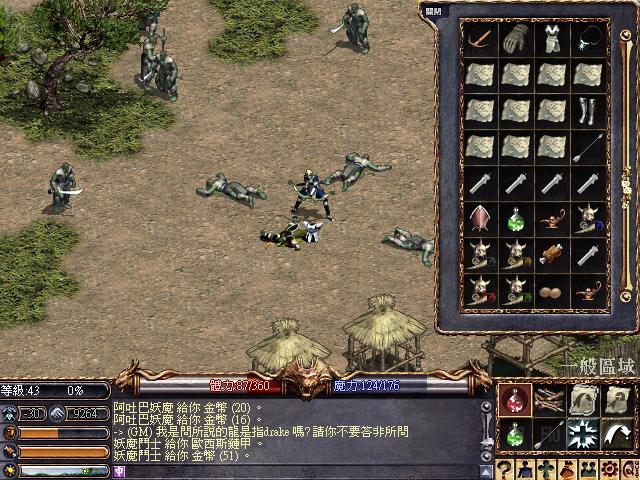 關閉
一般區域
等級:43 0%
體力:87/360
魔力:124/176
-30
9264
阿吐巴妖魔 給你 金幣 (20) 。
阿吐巴妖魔 給你 金幣 (16) 。
-> (GM) 我是問所說的龍是指drake 嗎? 請你不要答非所問
妖魔鬥士 給你 歐西斯鏈甲 。
妖魔鬥士 給你 金幣 (51) 。
中